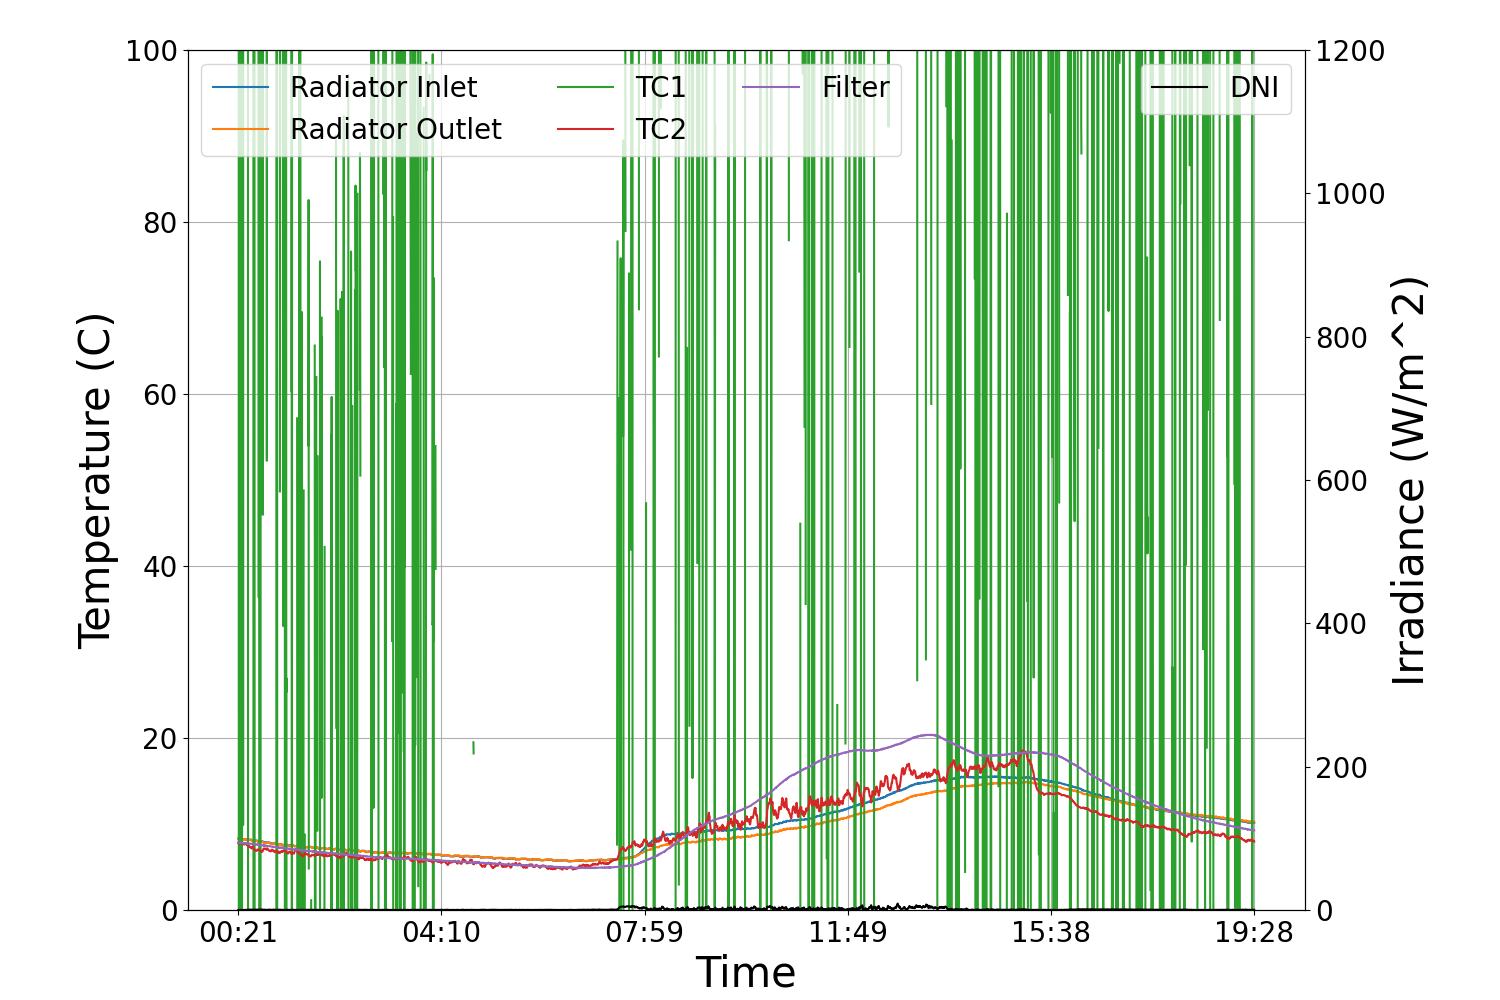 100
80
60
40
20
0
Temperature (C)
Radiator Inlet
Radiator Outlet
TC1
TC2
Filter
DNI
1200
1000
800
600
400
200
0
Irradiance (W/m^2)
00:21 04:10 07:59 11:49 15:38 19:28
Time